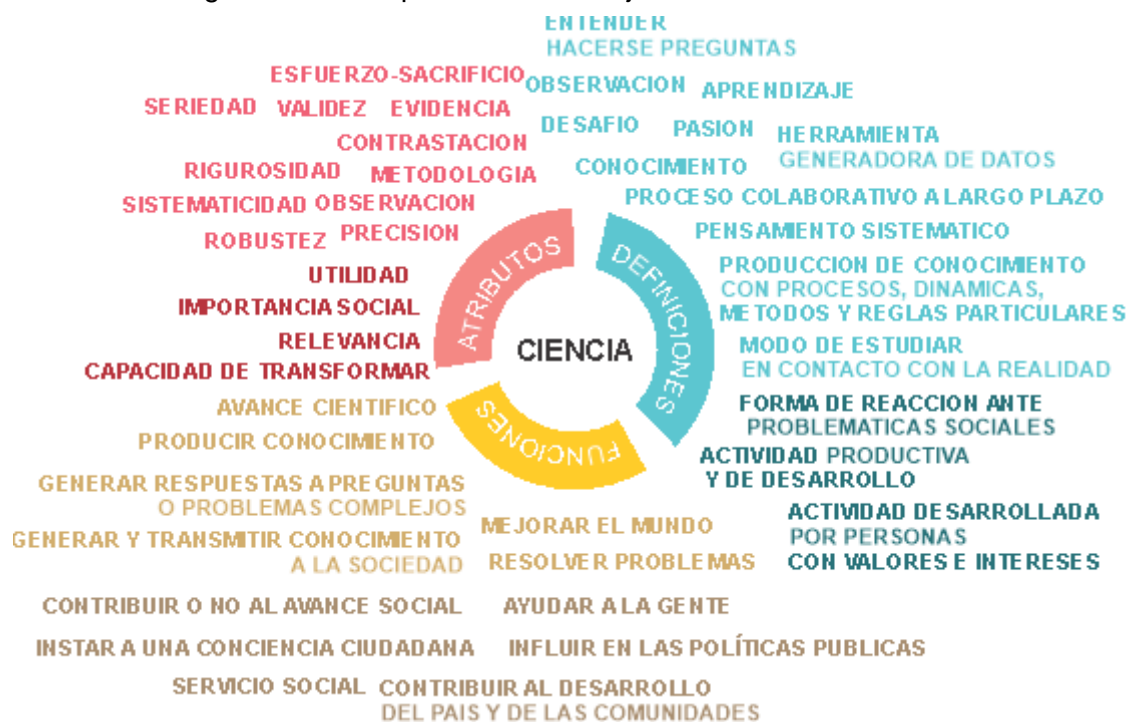 ENTENDER
HACERSE PREGUNTAS
ESFUERZO-SACRIFICIO
OBSERVACION
APRENDIZAJE
SERIEDAD
VALIDEZ
EVIDENCIA
DESAFIO
PASION
HERRAMIENTA
GENERADORA DE DATOS
CONTRASTACION
CONOCIMIENTO
RIGUROSIDAD
METODOLOGIA
PROCESO COLABORATIVO A LARGO PLAZO
SISTEMATICIDAD
OBSERVACION
PENSAMIENTO SISTEMATICO
ROBUSTEZ
PRECISION
UTILIDAD
IMPORTANCIA SOCIAL
RELEVANCIA
CAPACIDAD DE TRANSFORMAR
ATRIBUTOS
DEFINICIONES
CIENCIA
FUNCIONES
PRODUCCION DE CONOCIMIENTO
CON PROCESOS, DINAMICAS,
METODOS Y REGLAS PARTICULARES
MODO DE ESTUDIAR
EN CONTACTO CON LA REALIDAD
FORMA DE REACCION ANTE
PROBLEMATICAS SOCIALES
ACTIVIDAD PRODUCTIVA
Y DE DESARROLLO
ACTIVIDAD DESARROLLADA
POR PERSONAS
CON VALORES E INTERESES
AVANCE CIENTIFICO
PRODUCIR CONOCIMIENTO
GENERAR RESPUESTAS A PREGUNTAS
O PROBLEMAS COMPLEJOS
GENERAR Y TRANSMITIR CONOCIMIENTO
A LA SOCIEDAD
MEJORAR EL MUNDO
RESOLVER PROBLEMAS
CONTRIBUIR O NO AL AVANCE SOCIAL
AYUDAR A LA GENTE
INSTAR A UNA CONCIENCIA CIUDADANA
INFLUIR EN LAS POLÍTICAS PUBLICAS
SERVICIO SOCIAL
CONTRIBUIR AL DESARROLLO
DEL PAIS Y DE LAS COMUNIDADES